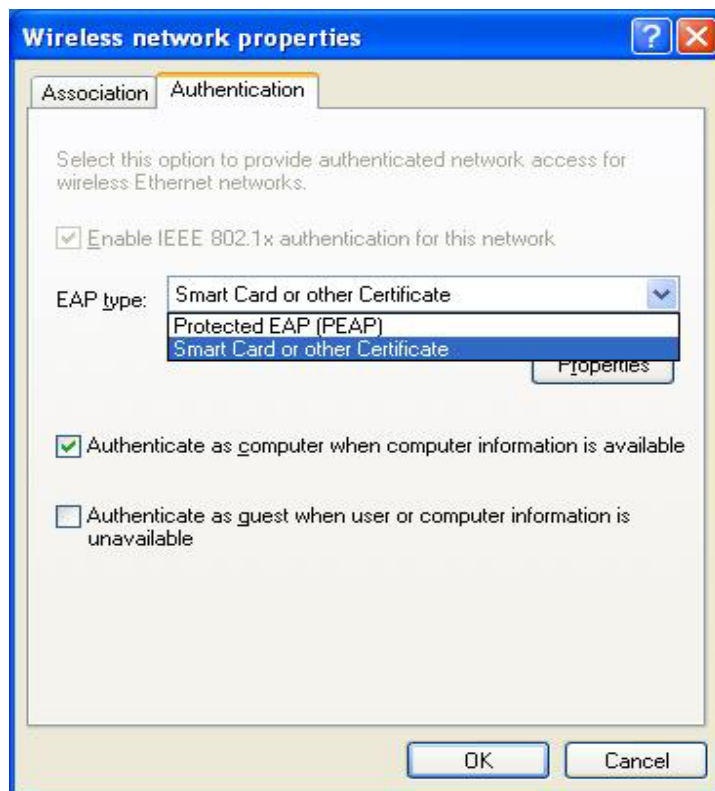 Wireless network properties
Association Authentication
Select this option to provide authenticated network access for
wireless Ethernet networks.
Enable IEEE 802.1x authentication for this network
EAP type: Smart Card or other Certificate
Protected EAP (PEAP)
Smart Card or other Certificate
Properties
Authenticate as computer when computer information is available
Authenticate as guest when user or computer information is
unavailable
OK Cancel